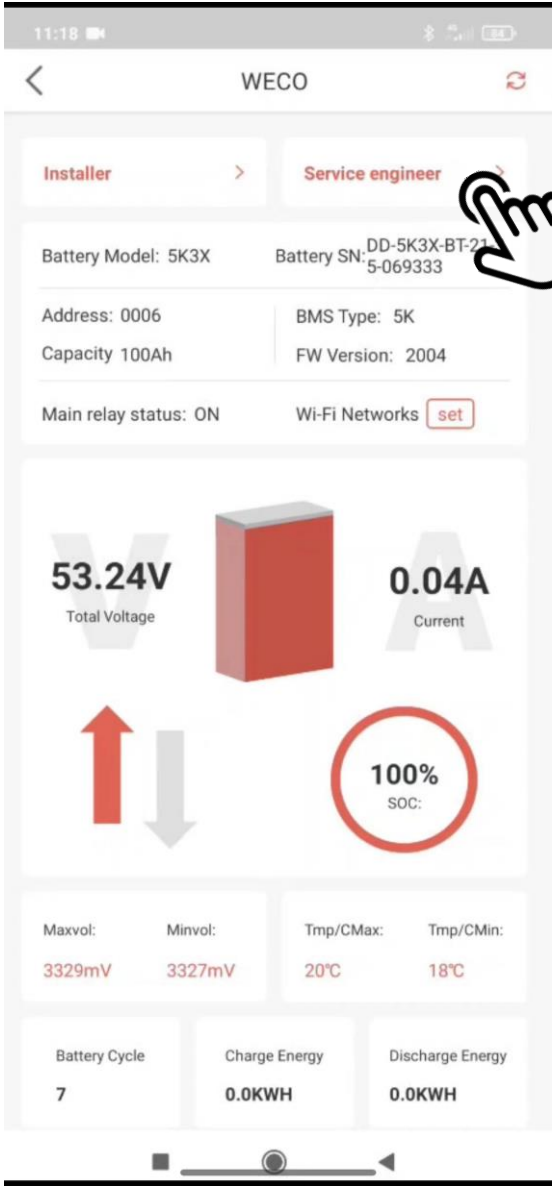 11:18
WECO
Installer > Service engineer >
Battery Model: 5K3X
Battery SN: DD-5K3X-BT-21-
5-069333
Address: 0006
BMS Type: 5K
Capacity 100Ah
FW Version: 2004
Main relay status: ON
Wi-Fi Networks set
V
A
53.24V
Total Voltage
0.04A
Current
100%
SOC:
Maxvol: Minvol: Tmp/CMax: Tmp/CMin:
3329mV 3327mV 20℃ 18℃
Battery Cycle Charge Energy Discharge Energy
7 0.0KWH 0.0KWH